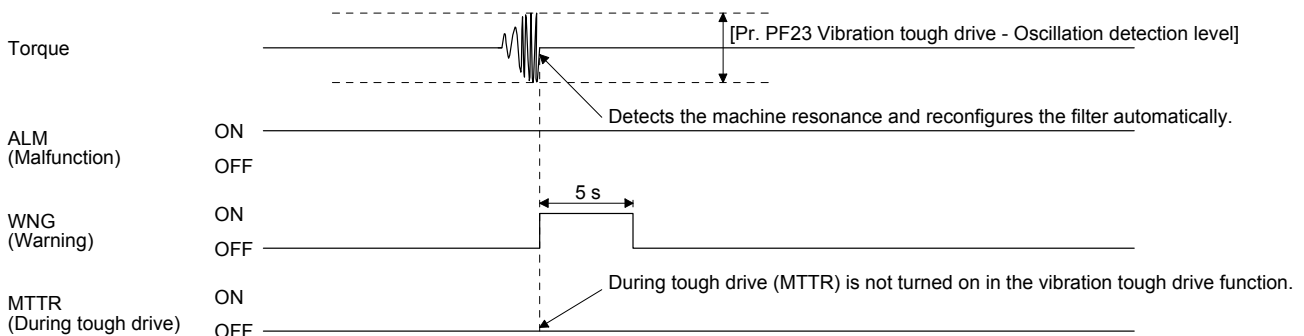 [Pr. PF23 Vibration tough drive - Oscillation detection level]
Torque
Detects the machine resonance and reconfigures the filter automatically.
ALM
(Malfunction)
ON
OFF
5 s
WNG
(Warning)
ON
OFF
During tough drive (MTTR) is not turned on in the vibration tough drive function.
MTTR
(During tough drive)
ON
OFF